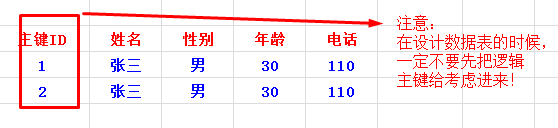 主键ID 姓名 性别 年龄 电话
1 张三 男 30 110
2 张三 男 30 110
注意：
在设计数据表的时候，
一定不要先把逻辑
主键给考虑进来！